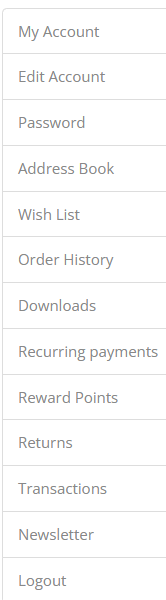 My Account
Edit Account
Password
Address Book
Wish List
Order History
Downloads
Recurring payments
Reward Points
Returns
Transactions
Newsletter
Logout